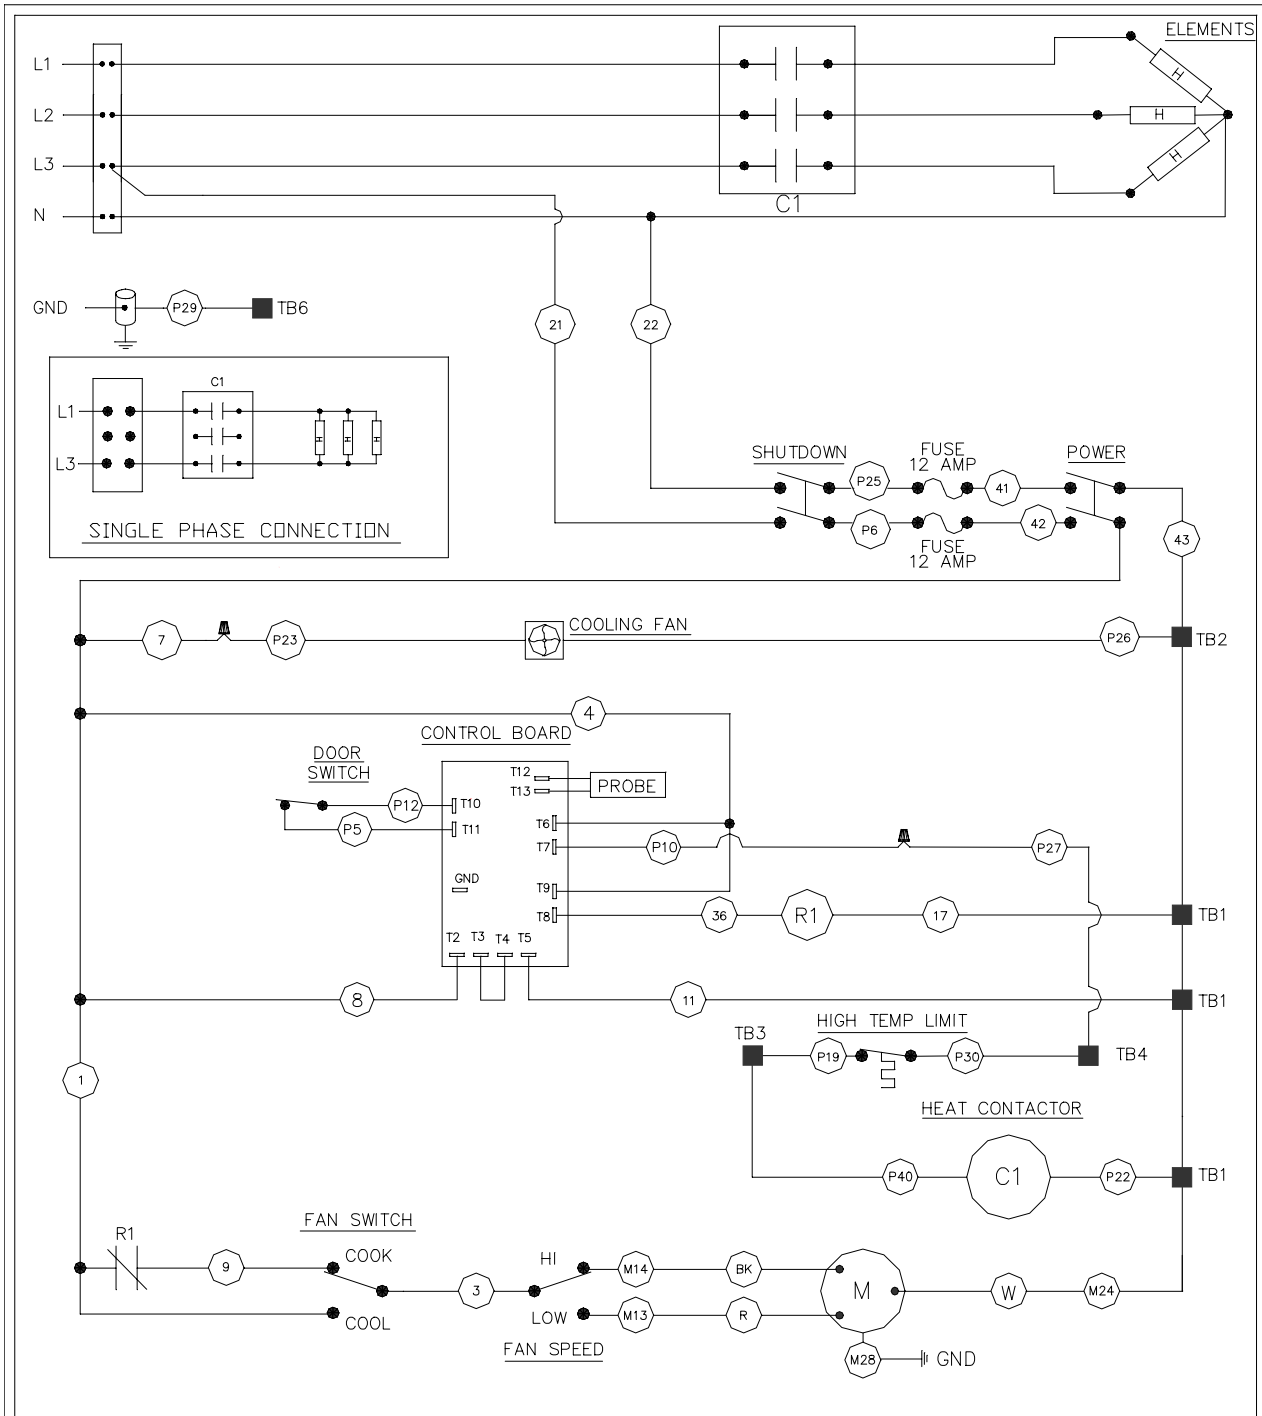 ELEMENTS
L1
H
L2
H
L3
H
C1
N
GND
P29
TB6
21
22
C1
L1
H H H
L3
SINGLE PHASE CONNECTION
SHUTDOWN
P25
FUSE
12 AMP
41
POWER
P6
42
FUSE
12 AMP
43
7
P23
COOLING FAN
P26
TB2
4
CONTROL BOARD
DOOR
SWITCH
T12
T13
PROBE
P12
T10
P5
T11
T6
T7
P10
P27
GND
T9
T8
36
R1
17
TB1
T2 T3 T4 T5
8
11
TB1
HIGH TEMP LIMIT
TB3
P19
P30
TB4
1
HEAT CONTACTOR
P40
C1
P22
TB1
FAN SWITCH
R1
9
COOK
3
COOL
HI
M14
BK
LOW
M13
R
FAN SPEED
M
W
M24
M28
GND